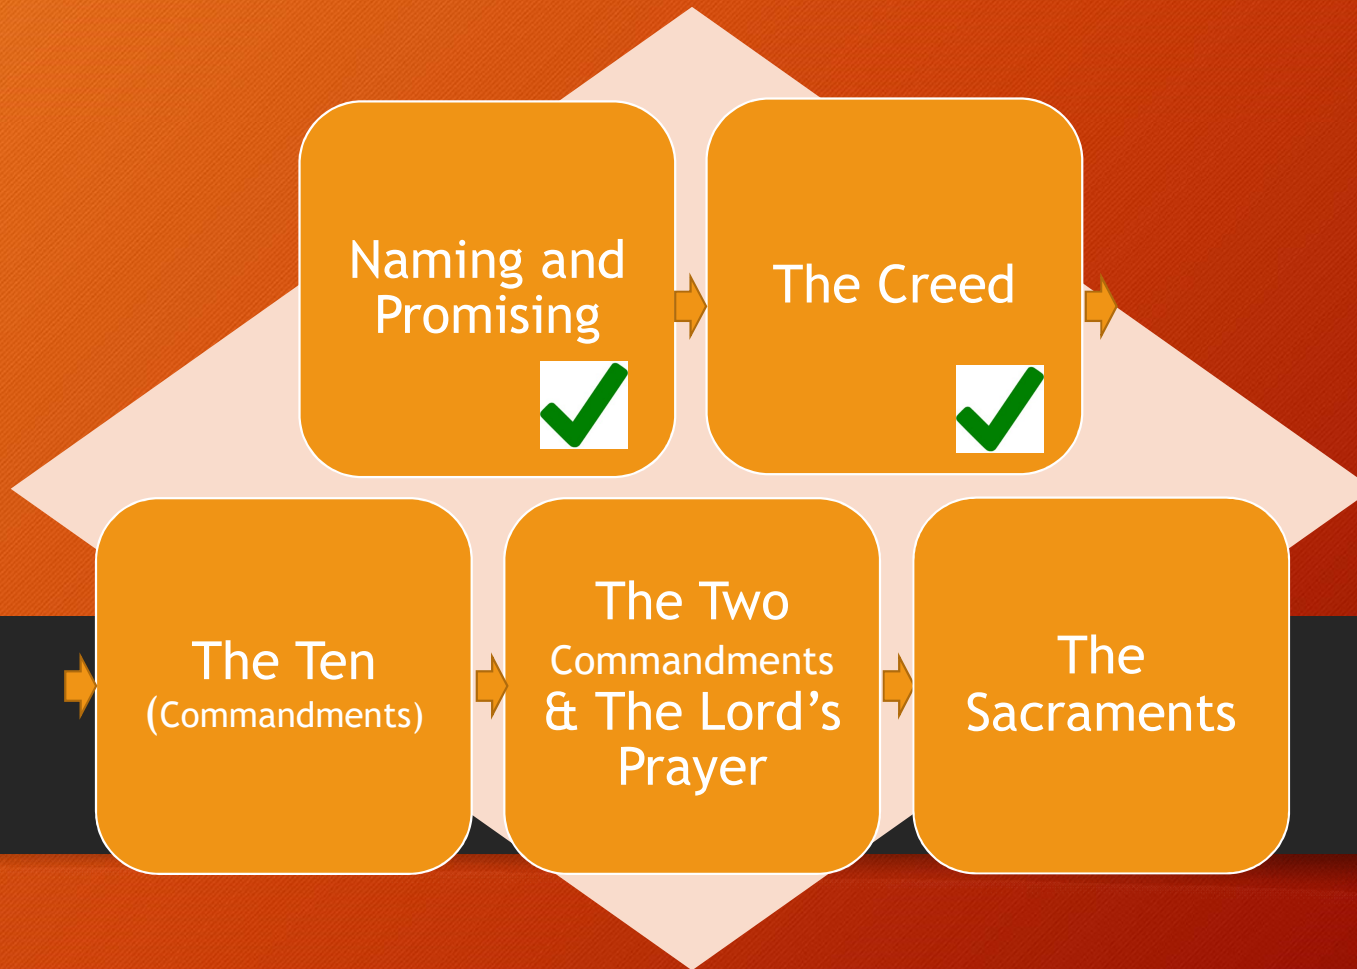 Naming and
Promising
The Creed
The Ten
(Commandments)
The Two
Commandments
& The Lord’s
Prayer
The
Sacraments